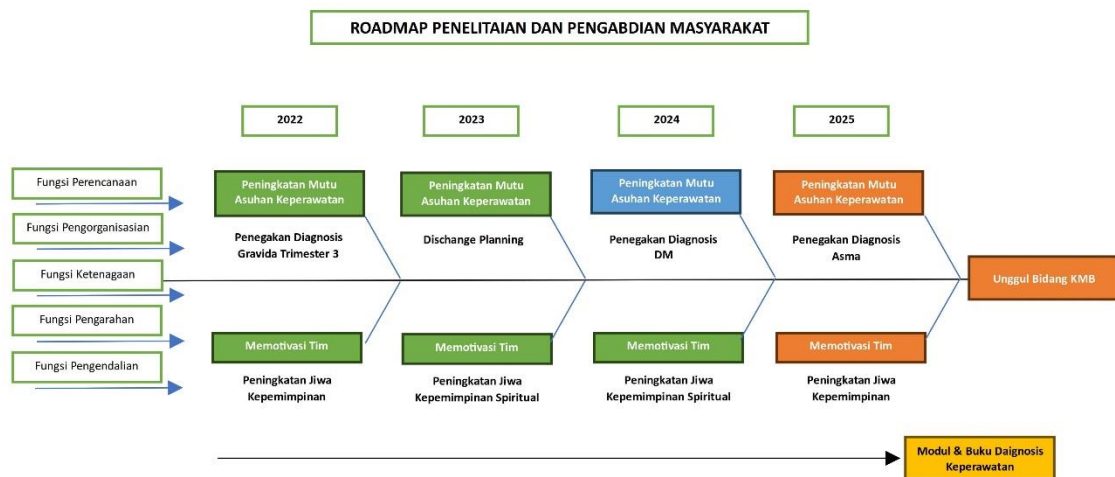 ROADMAP PENELITAIAN DAN PENGABDIAN MASYARAKAT
2022
2023
2024
2025
Fungsi Perencanaan
Fungsi Pengorganisasian
Fungsi Ketenagaan
Fungsi Pengarahan
Fungsi Pengendalian
Peningkatan Mutu
Asuhan Keperawatan
Peningkatan Mutu
Asuhan Keperawatan
Peningkatan Mutu
Asuhan Keperawatan
Peningkatan Mutu
Asuhan Keperawatan
Penegakan Diagnosis
Gravida Trimester 3
Dischange Planning
Penegakan Diagnosis
DM
Penegakan Diagnosis
Asma
Unggul Bidang KMB
Memotivasi Tim
Memotivasi Tim
Memotivasi Tim
Memotivasi Tim
Peningkatan Jiwa
Kepemimpinan
Peningkatan Jiwa
Kepemimpinan Spiritual
Peningkatan Jiwa
Kepemimpinan Spiritual
Peningkatan Jiwa
Kepemimpinan
Modul & Buku Daignosis
Keperawatan